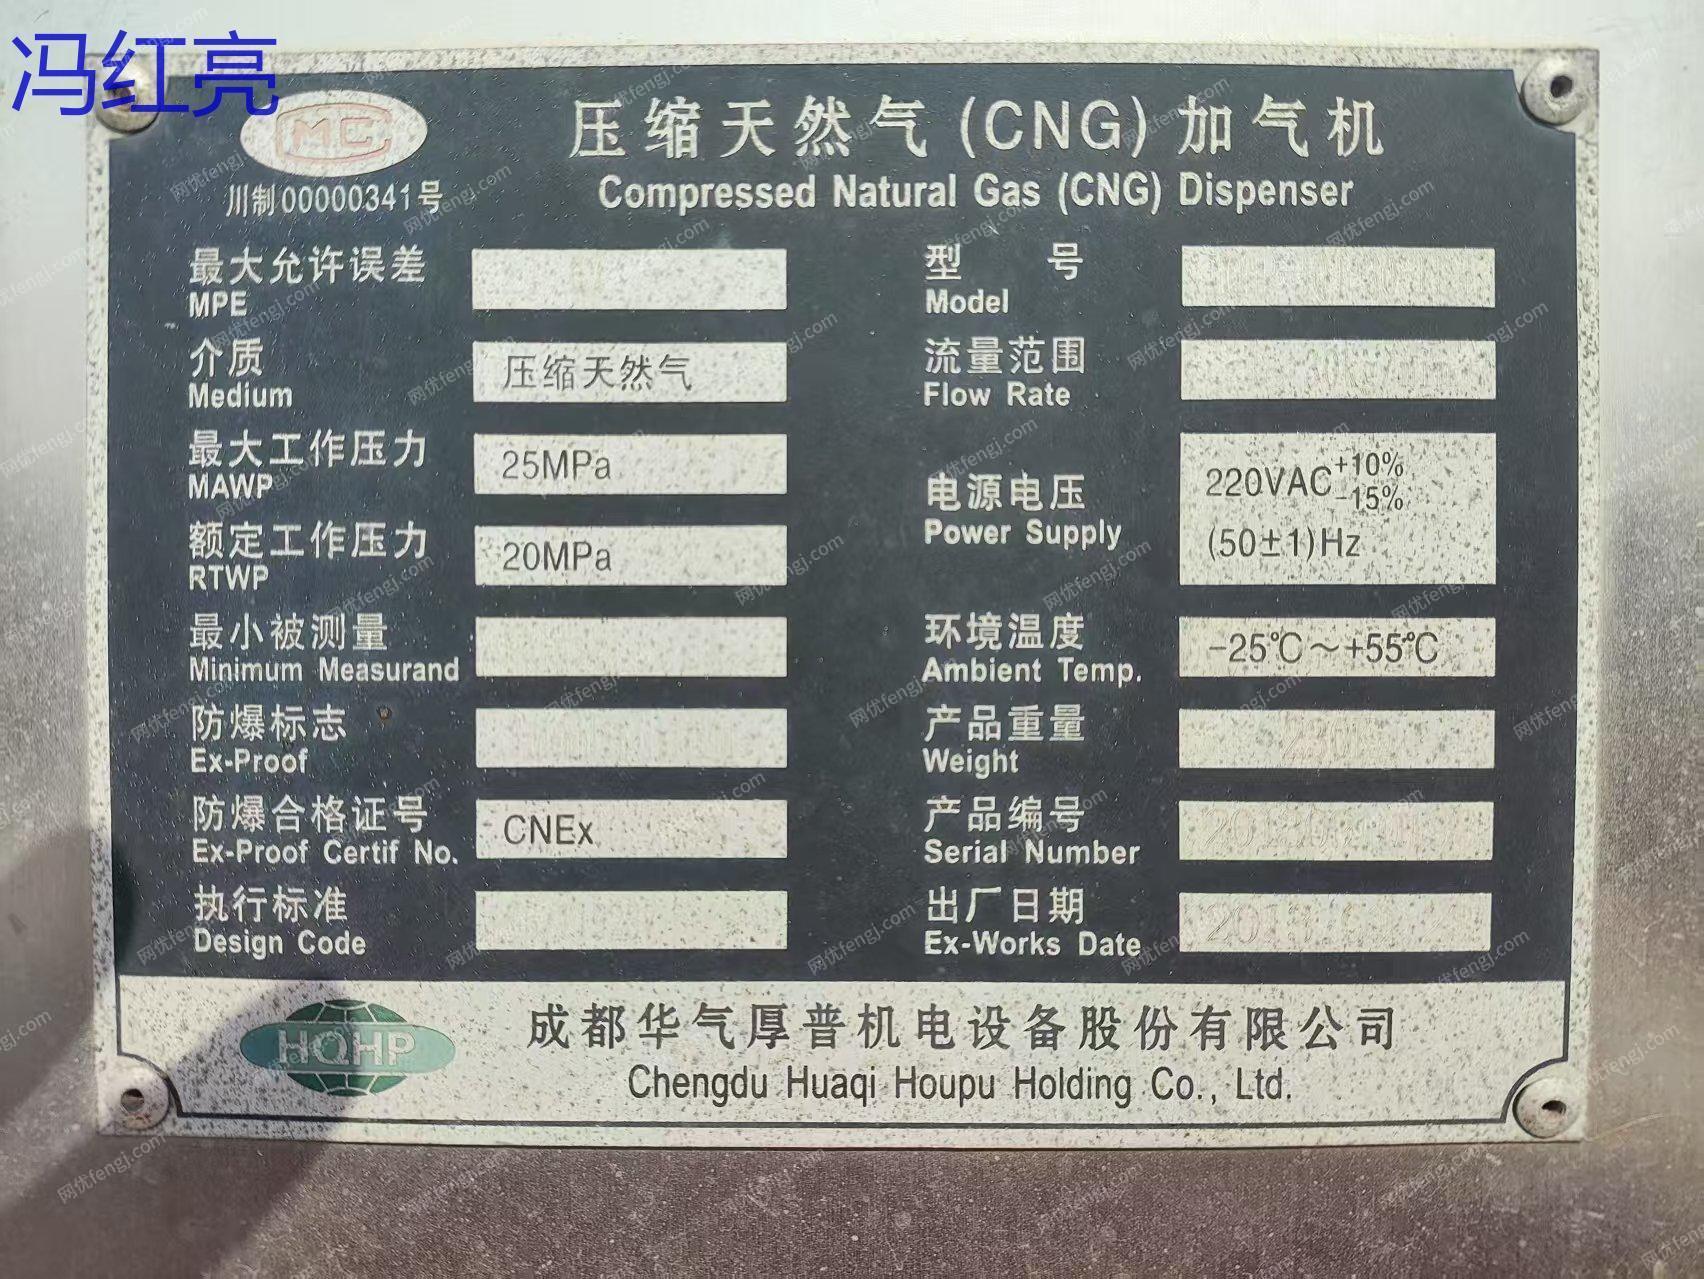 冯红亮
MC
川制00000341号
压缩天然气(CNG)加气机
Compressed Natural Gas (CNG) Dispenser
最大允许误差
MPE
型 号
Model
介质
Medium
压缩天然气
流量范围
Flow Rate
最大工作压力
MAWP
25MPa
电源电压
Power Supply
220VAC+10%
-15%
(50±1)Hz
额定工作压力
RTWP
20MPa
最小被测量
Minimum Measurand
环境温度
Ambient Temp.
-25℃~+55℃
防爆标志
Ex-Proof
产品重量
Weight
防爆合格证号
Ex-Proof Certif No.
CNEx
产品编号
Serial Number
执行标准
Design Code
出厂日期
Ex-Works Date
HQHP
成都华气厚普机电设备股份有限公司
Chengdu Huaqi Houpu Holding Co., Ltd.
网优fengj.com